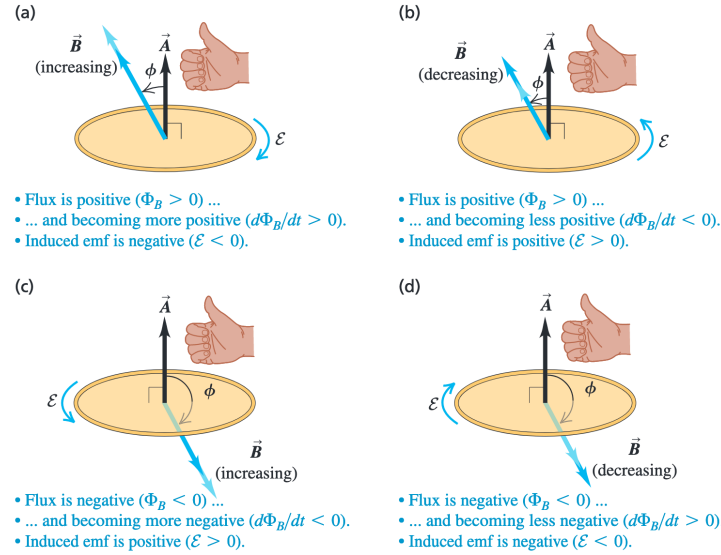 (a)
B⃗
(increasing)
ϕ
A⃗
ℰ
• Flux is positive (Φ_B > 0) ...
• ... and becoming more positive (dΦ_B/dt > 0).
• Induced emf is negative (ℰ < 0).
(b)
B⃗
(decreasing)
ϕ
A⃗
ℰ
• Flux is positive (Φ_B > 0) ...
• ... and becoming less positive (dΦ_B/dt < 0).
• Induced emf is positive (ℰ > 0).
(c)
A⃗
ℰ
ϕ
B⃗
(increasing)
• Flux is negative (Φ_B < 0) ...
• ... and becoming more negative (dΦ_B/dt < 0).
• Induced emf is positive (ℰ > 0).
(d)
A⃗
ℰ
ϕ
B⃗
(decreasing)
• Flux is negative (Φ_B < 0) ...
• ... and becoming less negative (dΦ_B/dt > 0)
• Induced emf is negative (ℰ < 0).